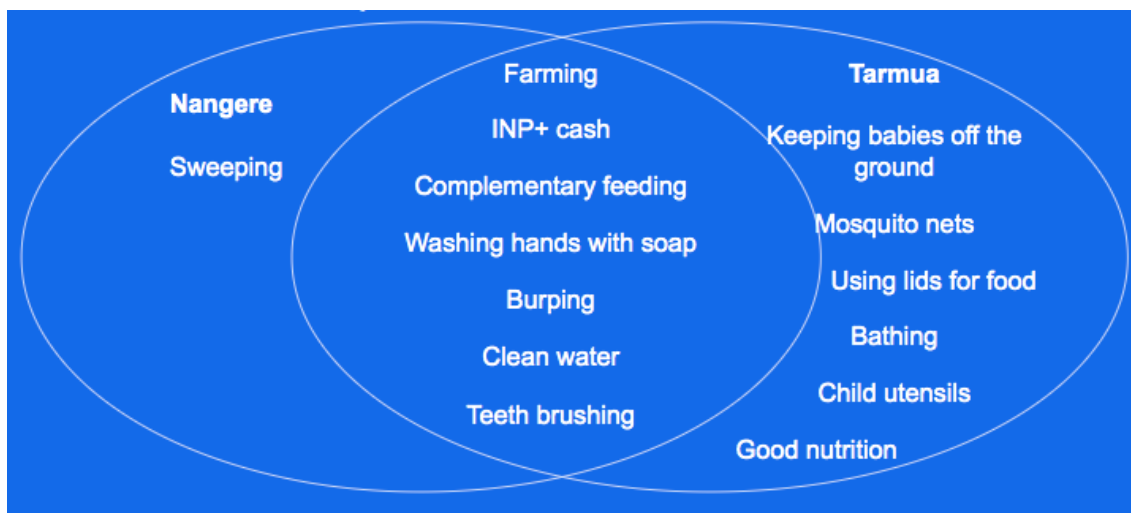 Nangere
Sweeping
Farming
INP+ cash
Complementary feeding
Washing hands with soap
Burping
Clean water
Teeth brushing
Tarmua
Keeping babies off the
ground
Mosquito nets
Using lids for food
Bathing
Child utensils
Good nutrition